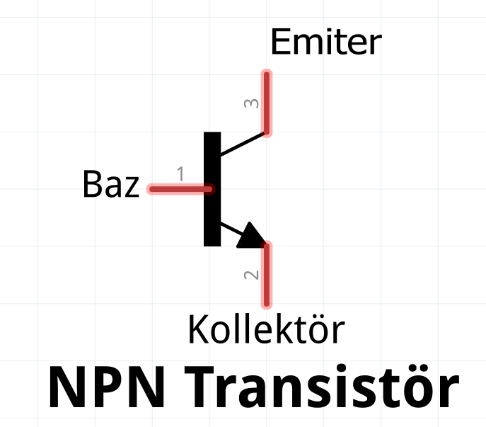 Emiter
3
1
Baz
2
Kollektör
NPN Transistör